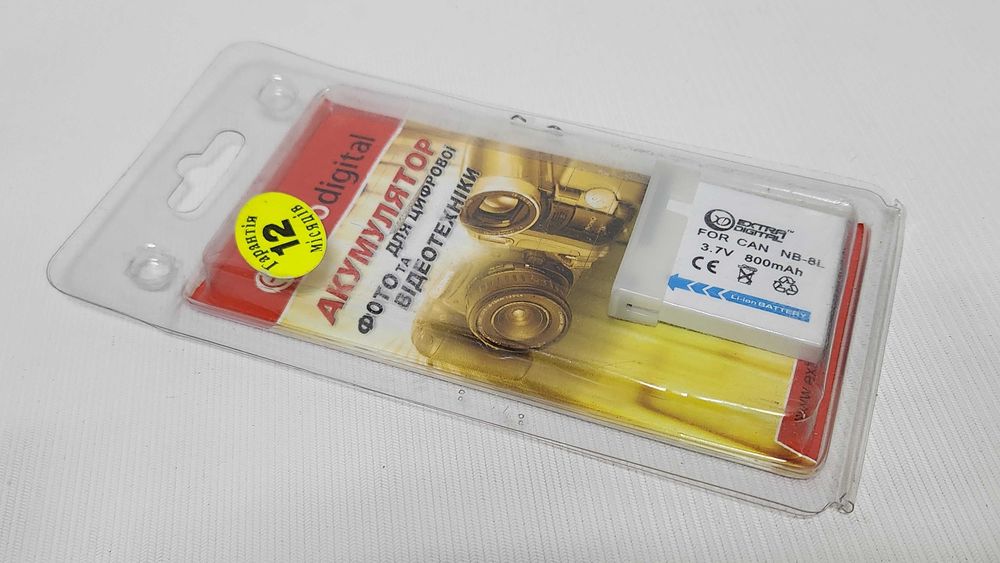 digital
Гарантія
12
місяців
АКУМУЛЯТОР
ДЛЯ ЦИФРОВОЇ
ФОТО ТА
ВІДЕОТЕХНІКИ
EXTRA™
DIGITAL
FOR CAN NB-8L
3.7V 800mAh
CE
Li-ion BATTERY